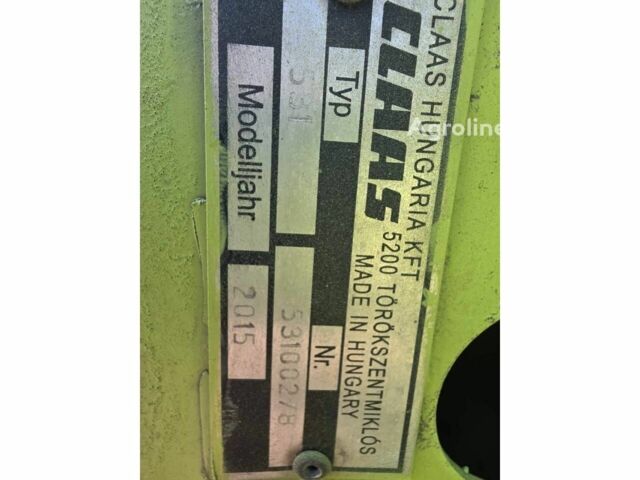 CLAAS HUNGARIA KFT
5200 TÖRÖKSZENTMIKLÓS
MADE IN HUNGARY
CLAAS
Typ
Nr.
531
53100278
Modelljahr
2015
Agroline